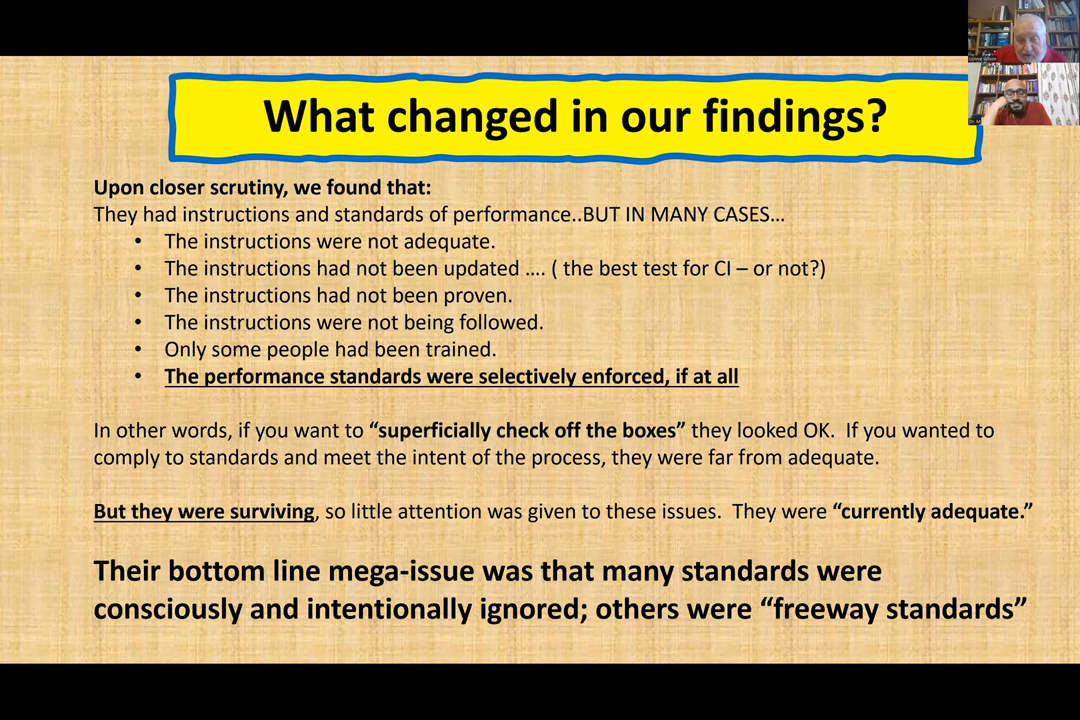 What changed in our findings?
Upon closer scrutiny, we found that:
They had instructions and standards of performance..BUT IN MANY CASES…
• The instructions were not adequate.
• The instructions had not been updated .... ( the best test for CI – or not?)
• The instructions had not been proven.
• The instructions were not being followed.
• Only some people had been trained.
• The performance standards were selectively enforced, if at all
In other words, if you want to “superficially check off the boxes” they looked OK. If you wanted to
comply to standards and meet the intent of the process, they were far from adequate.
But they were surviving, so little attention was given to these issues. They were “currently adequate.”
Their bottom line mega-issue was that many standards were
consciously and intentionally ignored; others were “freeway standards”